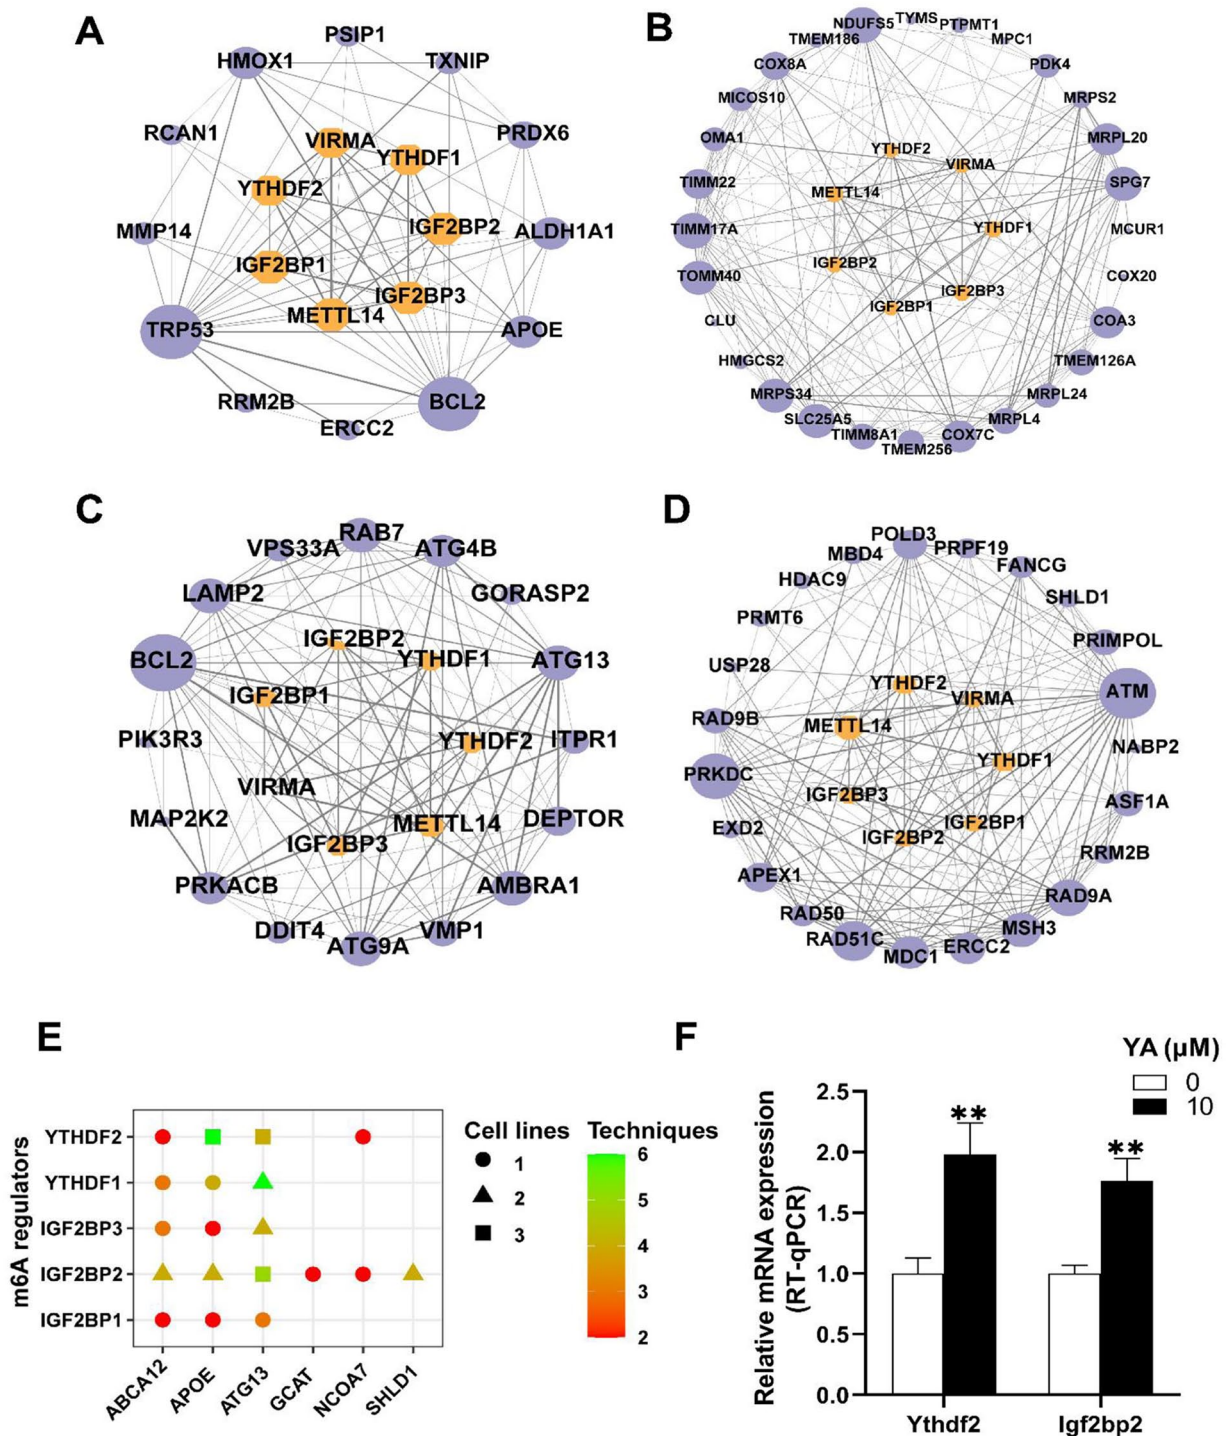 A
PSIP1
HMOX1
TXNIP
RCAN1
PRDX6
VIRMA
YTHDF1
YTHDF2
MMP14
IGF2BP2
ALDH1A1
IGF2BP1
IGF2BP3
METTL14
TRP53
APOE
RRM2B
BCL2
ERCC2
B
NDUFS5
TYMS
PTPMT1
TMEM186
MPC1
COX8A
PDK4
MICOS10
MRPS2
OMA1
MRPL20
YTHDF2
VIRMA
TIMM22
SPG7
METTL14
TIMM17A
YTHDF1
MCUR1
IGF2BP2
TOMM40
COX20
IGF2BP3
IGF2BP1
CLU
COA3
HMGCS2
TMEM126A
MRPS34
MRPL24
SLC25A5
MRPL4
TIMM8A1
COX7C
TMEM256
C
RAB7
VPS33A
ATG4B
LAMP2
GORASP2
IGF2BP2
YTHDF1
BCL2
ATG13
IGF2BP1
PIK3R3
YTHDF2
ITPR1
VIRMA
MAP2K2
METTL14
DEPTOR
IGF2BP3
PRKACB
AMBRA1
DDIT4
VMP1
ATG9A
D
POLD3
PRPF19
MBD4
FANCG
HDAC9
SHLD1
PRMT6
PRIMPOL
USP28
YTHDF2
VIRMA
ATM
RAD9B
METTL14
NABP2
PRKDC
YTHDF1
IGF2BP3
ASF1A
EXD2
IGF2BP1
IGF2BP2
RRM2B
APEX1
RAD9A
RAD50
MSH3
RAD51C
ERCC2
MDC1
E
m6A regulators
YTHDF2
YTHDF1
IGF2BP3
IGF2BP2
IGF2BP1
ABCA12
APOE
ATG13
GCAT
NCOA7
SHLD1
Cell lines
1
2
3
Techniques
6
5
4
3
2
F
YA (μM)
0
10
Relative mRNA expression
(RT-qPCR)
2.5
2.0
1.5
1.0
0.5
0.0
**
**
Ythdf2
Igf2bp2